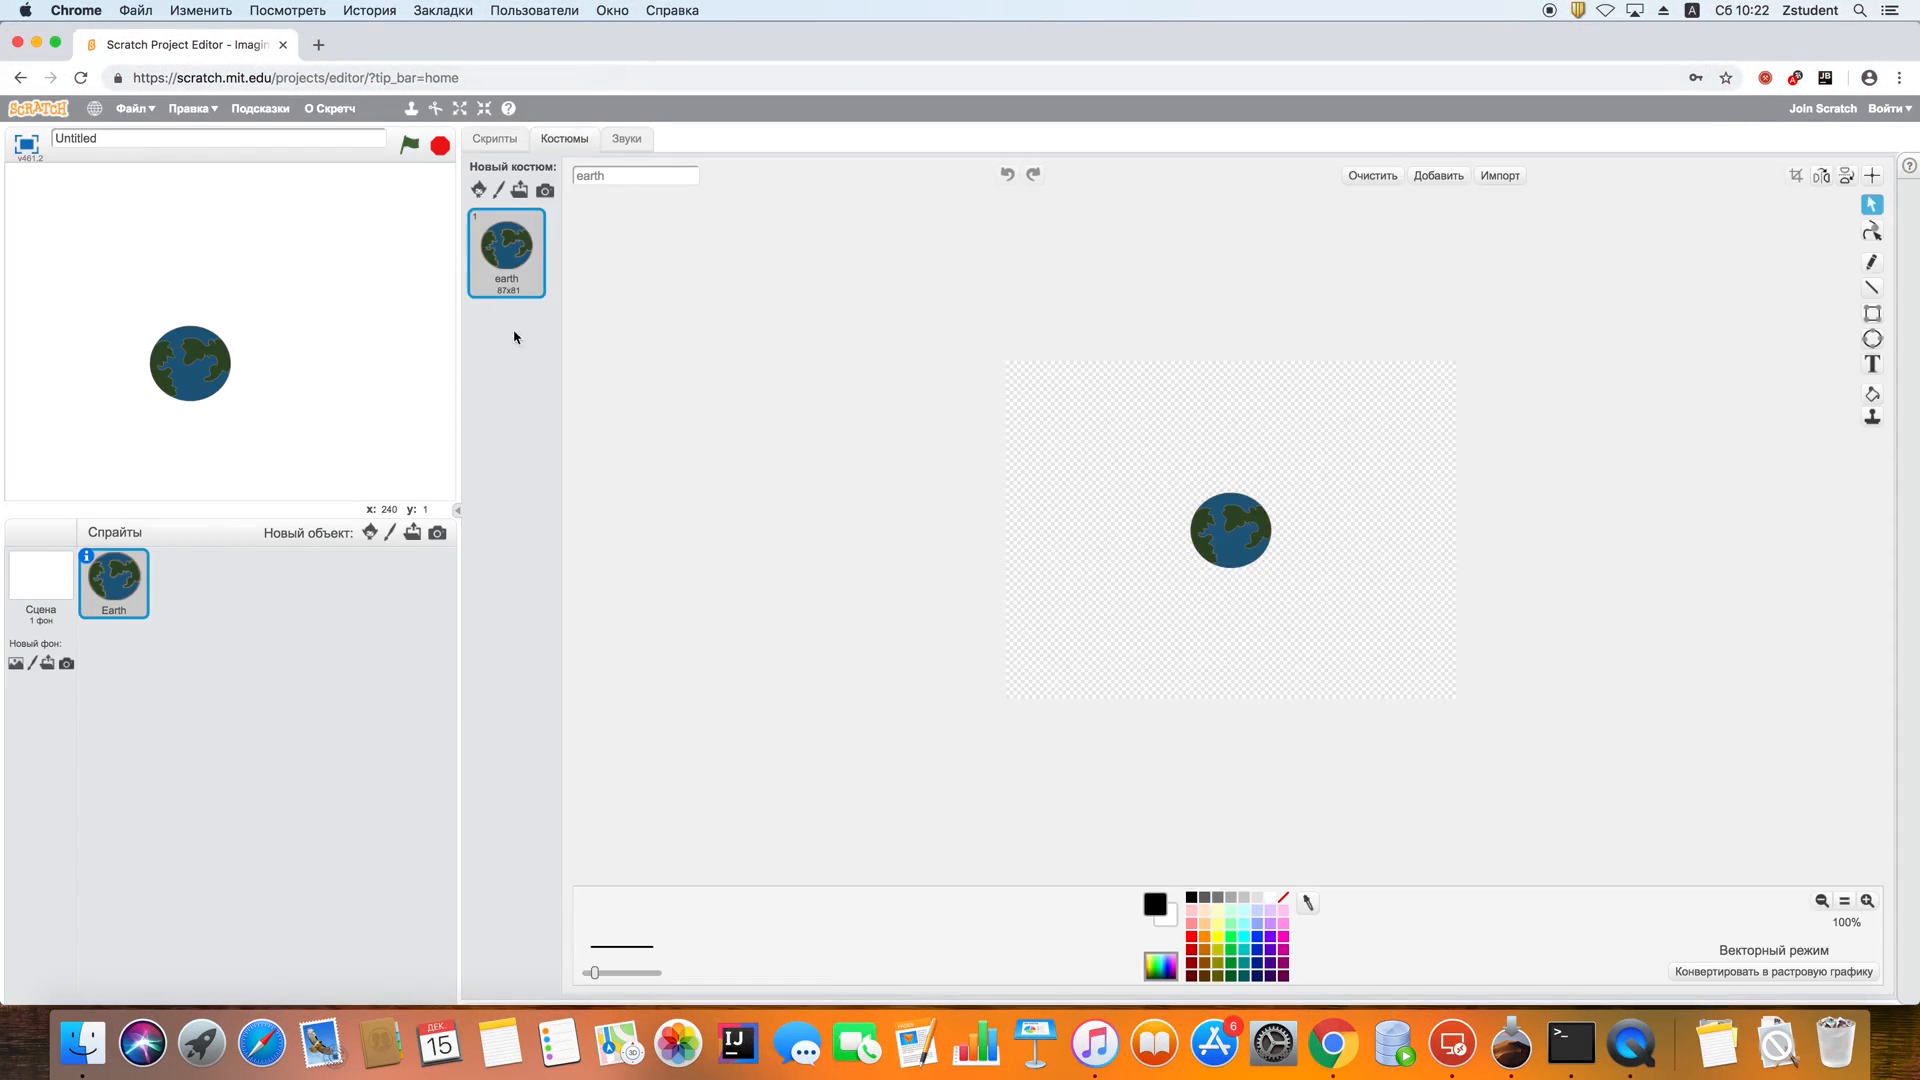 Chrome Файл Изменить Посмотреть История Закладки Пользователи Окно Справка
A Сб 10:22 Zstudent
Scratch Project Editor - Imagin
https://scratch.mit.edu/projects/editor/?tip_bar=home
SCRATCH Файл Правка Подсказки О Скретч
Join Scratch Войти
Untitled
v461.2
Скрипты Костюмы Звуки
Новый костюм:
earth
Очистить Добавить Импорт
1
earth
87x81
T
x: 240 y: 1
Спрайты Новый объект:
Earth
Сцена
1 фон
Новый фон:
100%
Векторный режим
Конвертировать в растровую графику
ДЕК.
15
3D
IJ
PAGES
6
>_